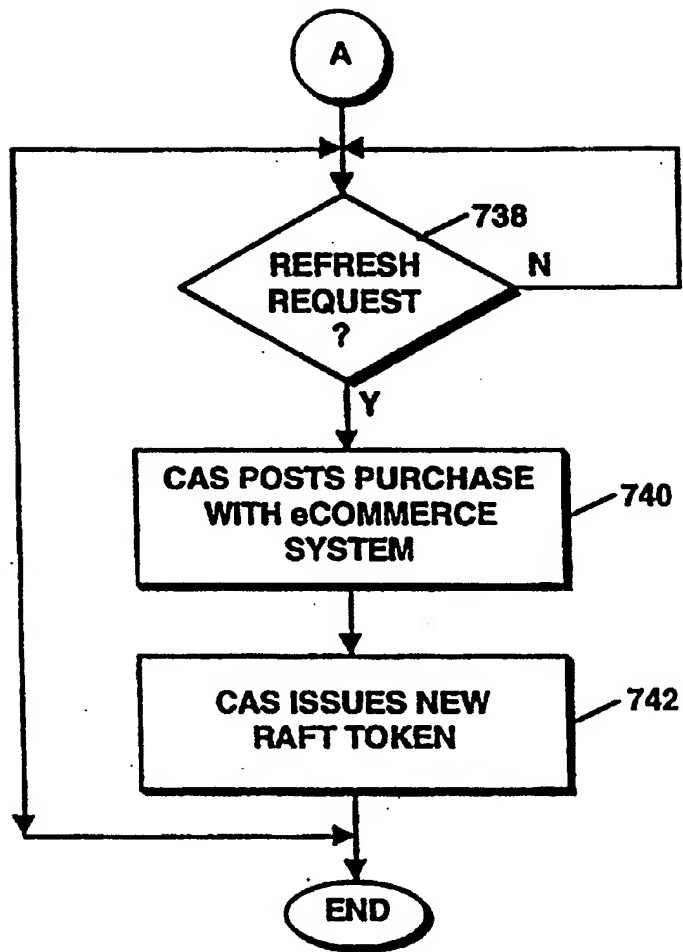 A
738
REFRESH
REQUEST
?
N
Y
CAS POSTS PURCHASE
WITH eCOMMERCE
SYSTEM
740
CAS ISSUES NEW
RAFT TOKEN
742
END